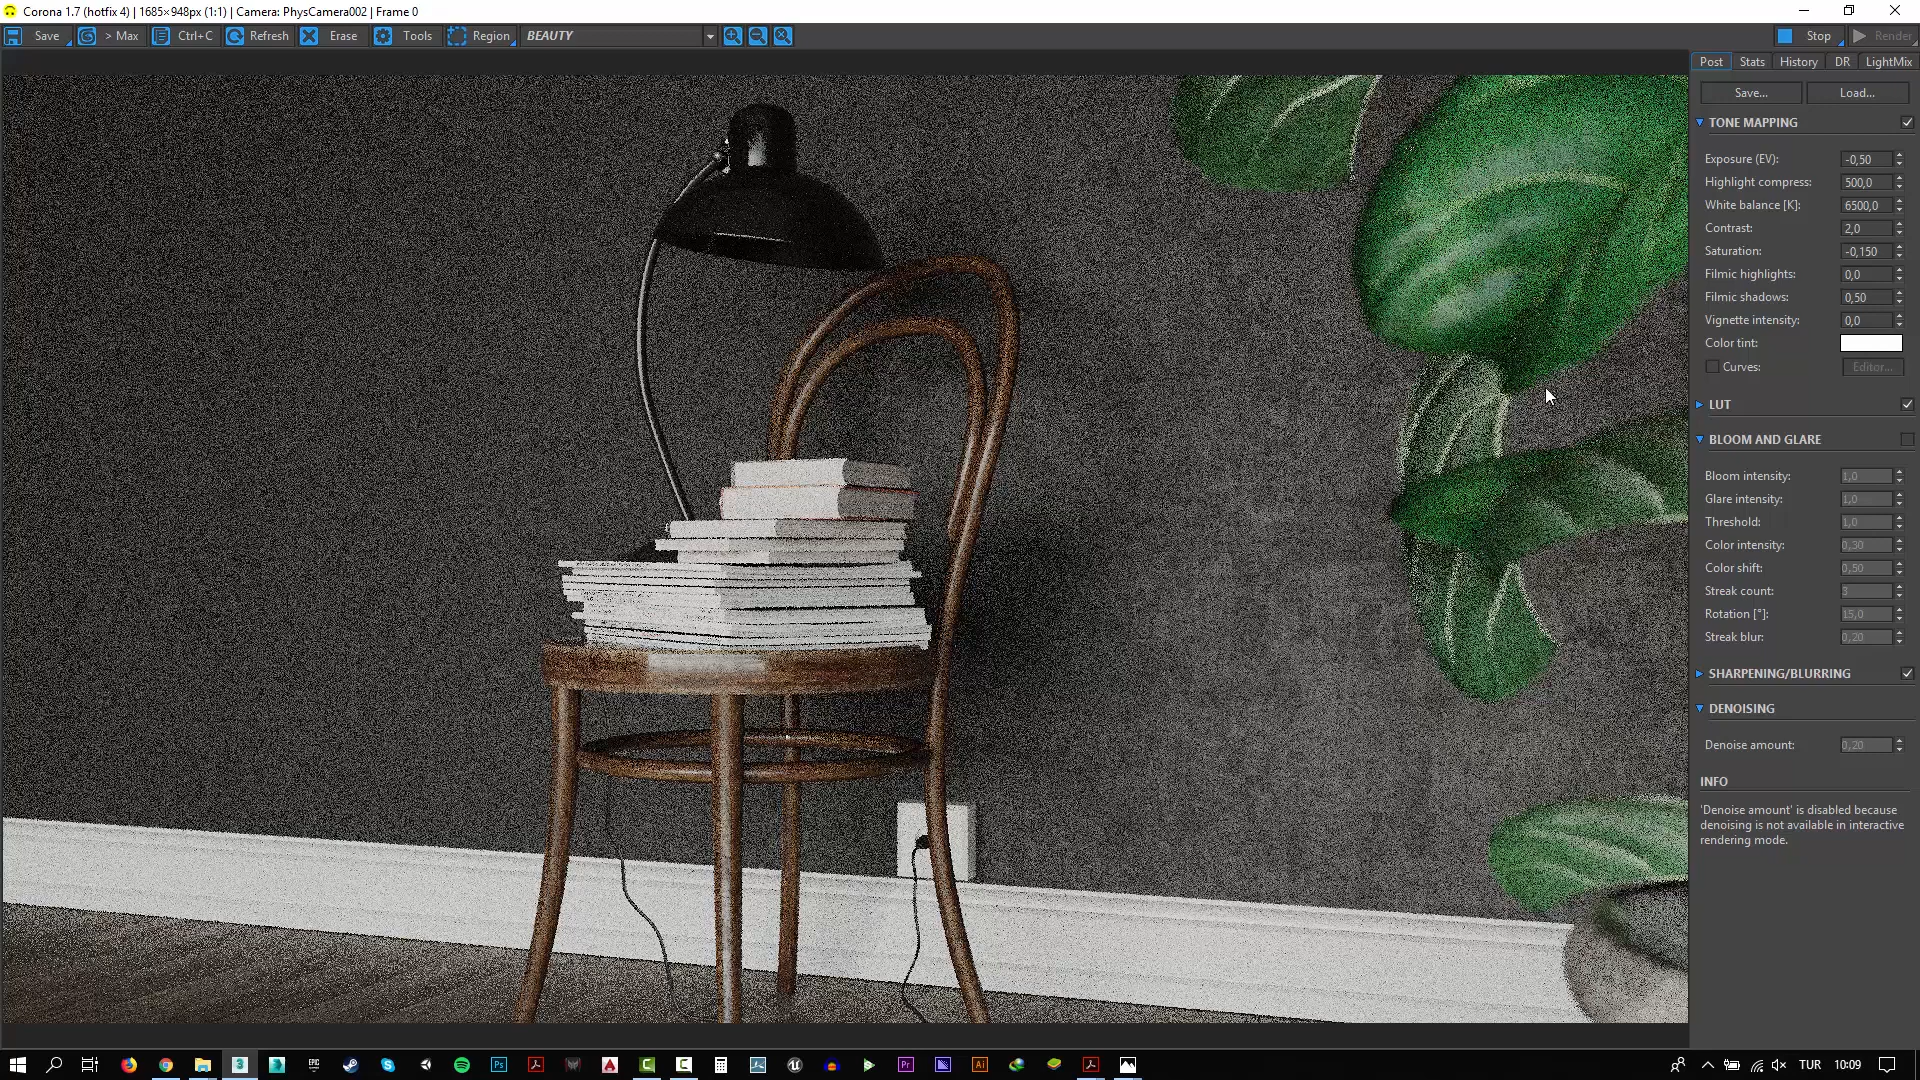 Corona 1.7 (hotfix 4) | 1685×948px (1:1) | Camera: PhysCamera002 | Frame 0
Save > Max Ctrl+C Refresh Erase Tools Region BEAUTY Stop Render
Post Stats History DR LightMix
Save... Load...
TONE MAPPING
Exposure (EV): -0,50
Highlight compress: 500,0
White balance [K]: 6500,0
Contrast: 2,0
Saturation: -0,150
Filmic highlights: 0,0
Filmic shadows: 0,50
Vignette intensity: 0,0
Color tint:
Curves: Editor...
LUT
BLOOM AND GLARE
Bloom intensity: 1,0
Glare intensity: 1,0
Threshold: 1,0
Color intensity: 0,30
Color shift: 0,50
Streak count: 3
Rotation [°]: 15,0
Streak blur: 0,20
SHARPENING/BLURRING
DENOISING
Denoise amount: 0,20
INFO
'Denoise amount' is disabled because
denoising is not available in interactive
rendering mode.
TUR 10:09